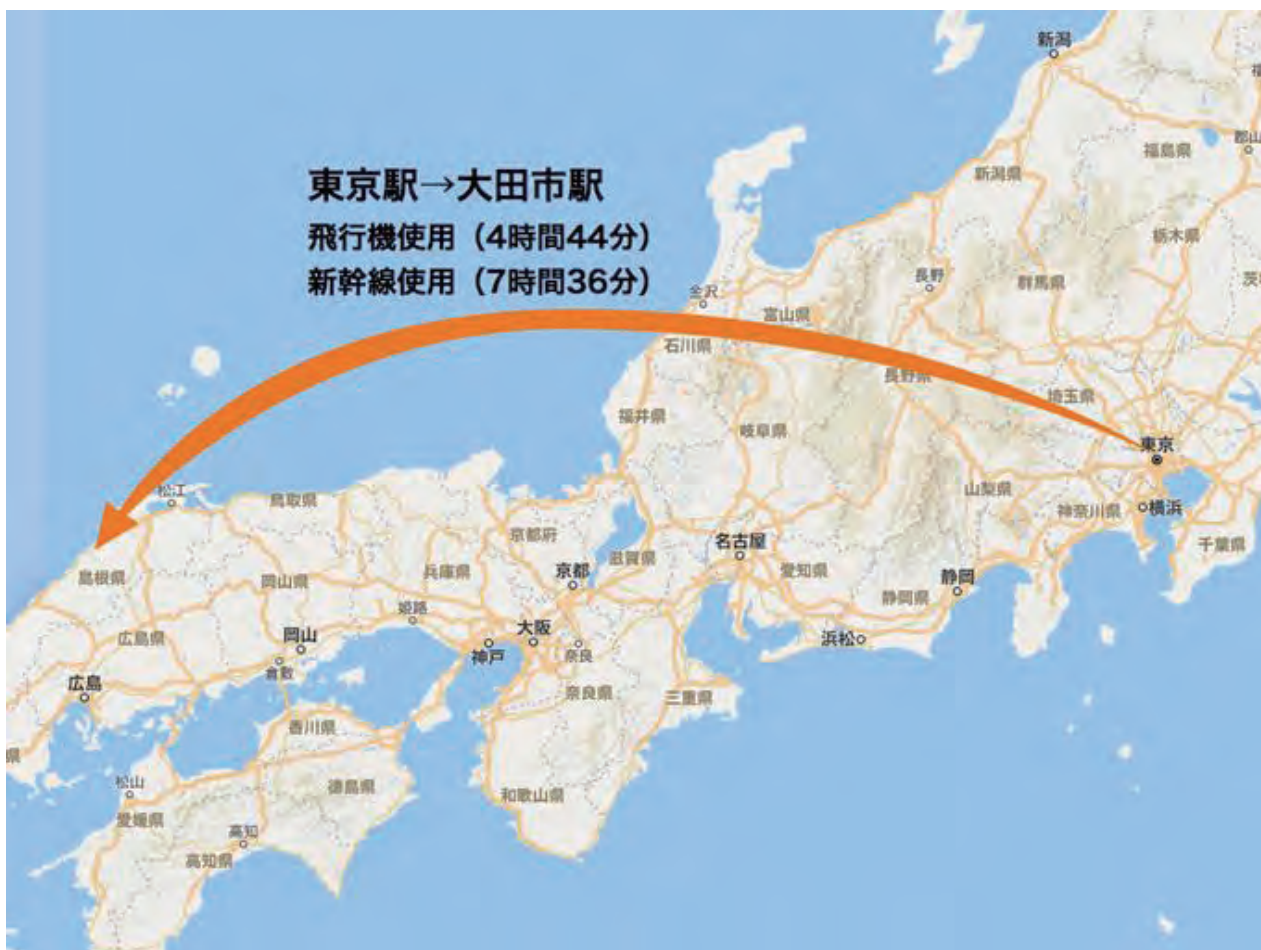 新潟
郡山
福島県
新潟県
東京駅→大田市駅
飛行機使用（4時間44分）
新幹線使用（7時間36分）
栃木県
長野
群馬県
金沢
富山県
石川県
長野県
埼玉県
福井県
岐阜県
東京
松江
鳥取県
山梨県
神奈川県
横浜
京都府
滋賀県
名古屋
千葉県
島根県
岡山県
兵庫県
京都
愛知県
静岡
静岡県
姫路
広島県
岡山
神戸
大阪
奈良
浜松
倉敷
広島
奈良県
三重県
香川県
県
松山
徳島県
和歌山県
愛媛県
高知
高知県